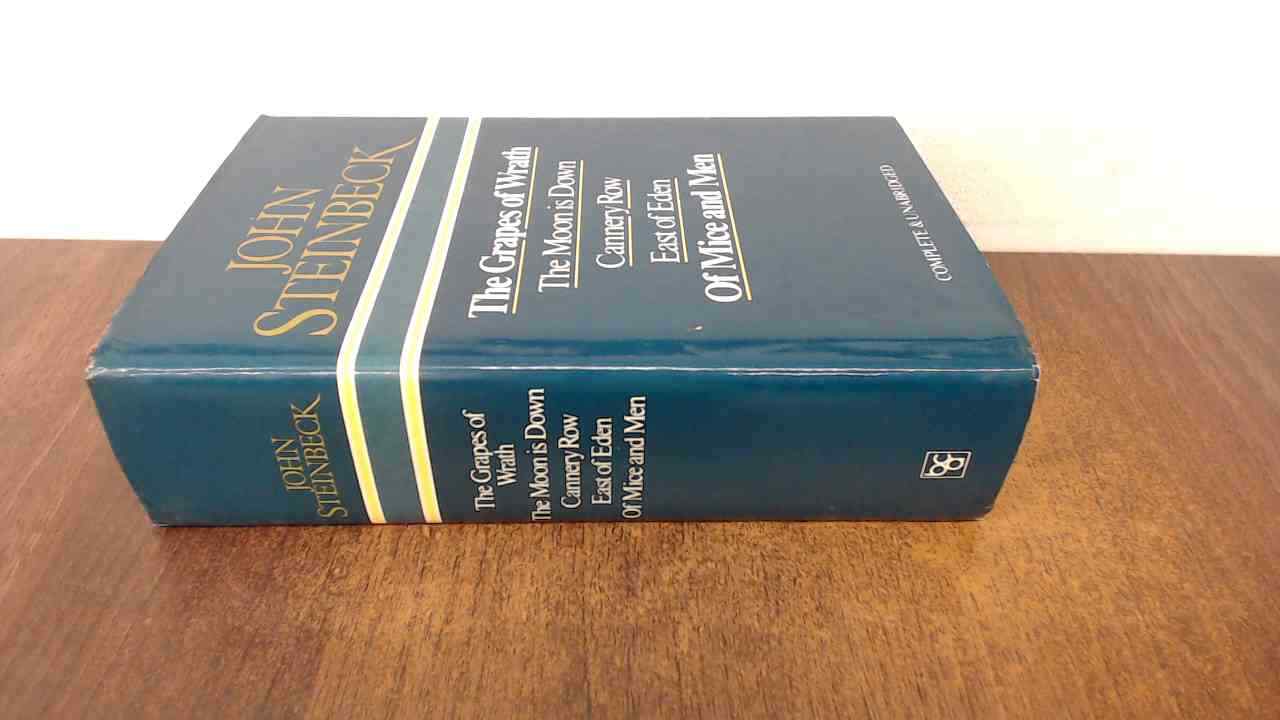 JOHN
STEINBECK
The Grapes of Wrath
The Moon is Down
Cannery Row
East of Eden
Of Mice and Men
COMPLETE & UNABRIDGED
JOHN
STEINBECK
The Grapes of
Wrath
The Moon is Down
Cannery Row
East of Eden
Of Mice and Men